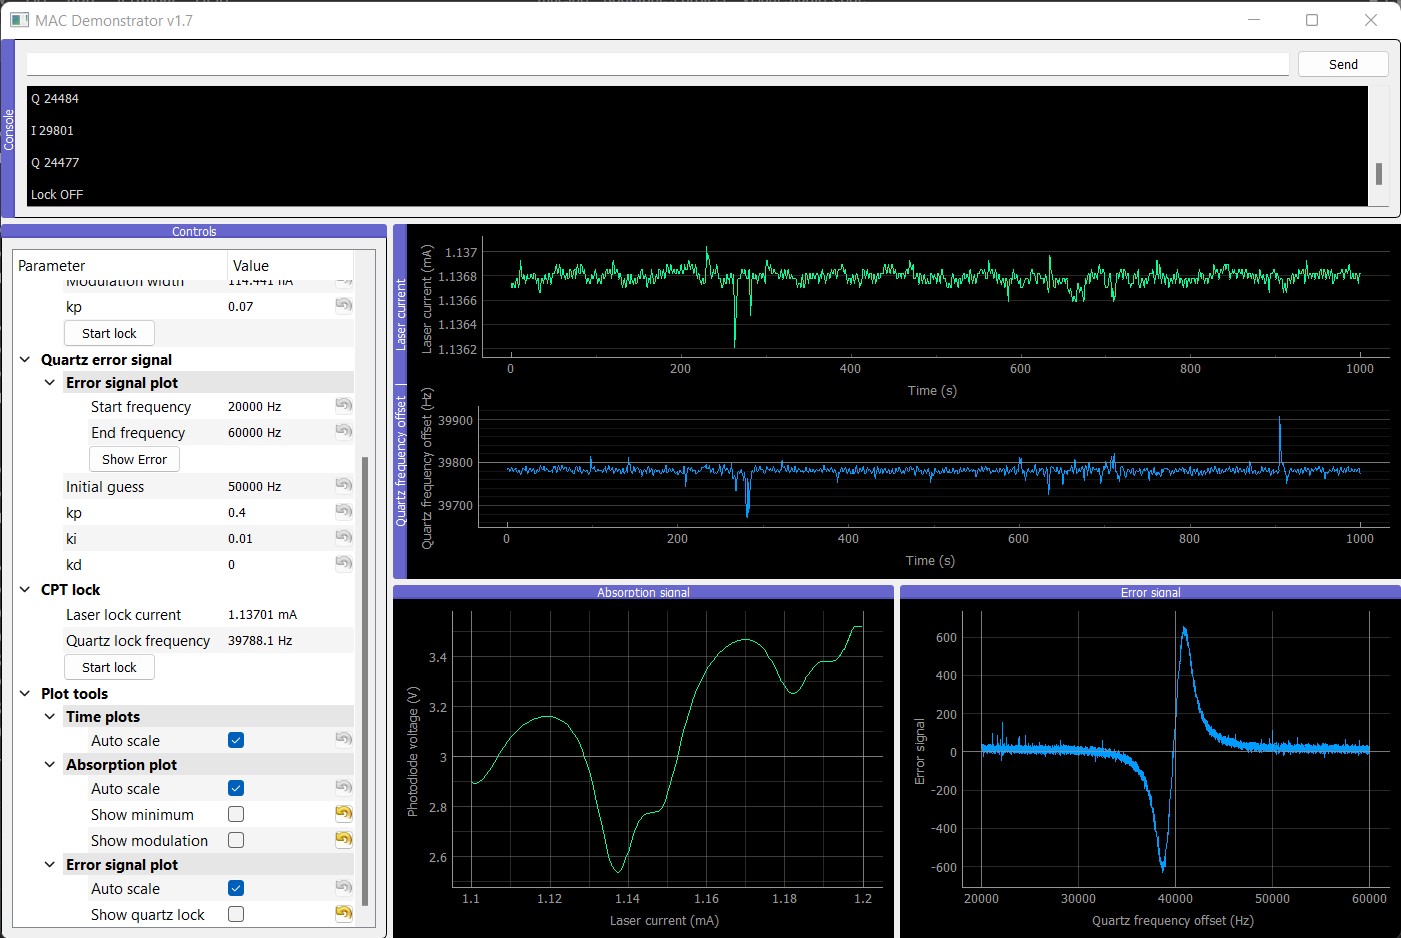 MAC Demonstrator v1.7
Console
Send
Q 24484
I 29801
Q 24477
Lock OFF
Controls
Parameter Value
Modulation width 114.441 nA
kp 0.07
Start lock
Quartz error signal
Error signal plot
Start frequency 20000 Hz
End frequency 60000 Hz
Show Error
Initial guess 50000 Hz
kp 0.4
ki 0.01
kd 0
CPT lock
Laser lock current 1.13701 mA
Quartz lock frequency 39788.1 Hz
Start lock
Plot tools
Time plots
Auto scale
Absorption plot
Auto scale
Show minimum
Show modulation
Error signal plot
Auto scale
Show quartz lock
Laser current
Laser current (mA)
1.137
1.1368
1.1366
1.1364
1.1362
0 200 400 600 800 1000
Time (s)
Quartz frequency offset
Quartz frequency offset (Hz)
39900
39800
39700
0 200 400 600 800 1000
Time (s)
Absorption signal
Photodiode voltage (V)
3.4
3.2
3
2.8
2.6
1.1 1.12 1.14 1.16 1.18 1.2
Laser current (mA)
Error signal
Error signal
600
400
200
0
-200
-400
-600
20000 30000 40000 50000 60000
Quartz frequency offset (Hz)